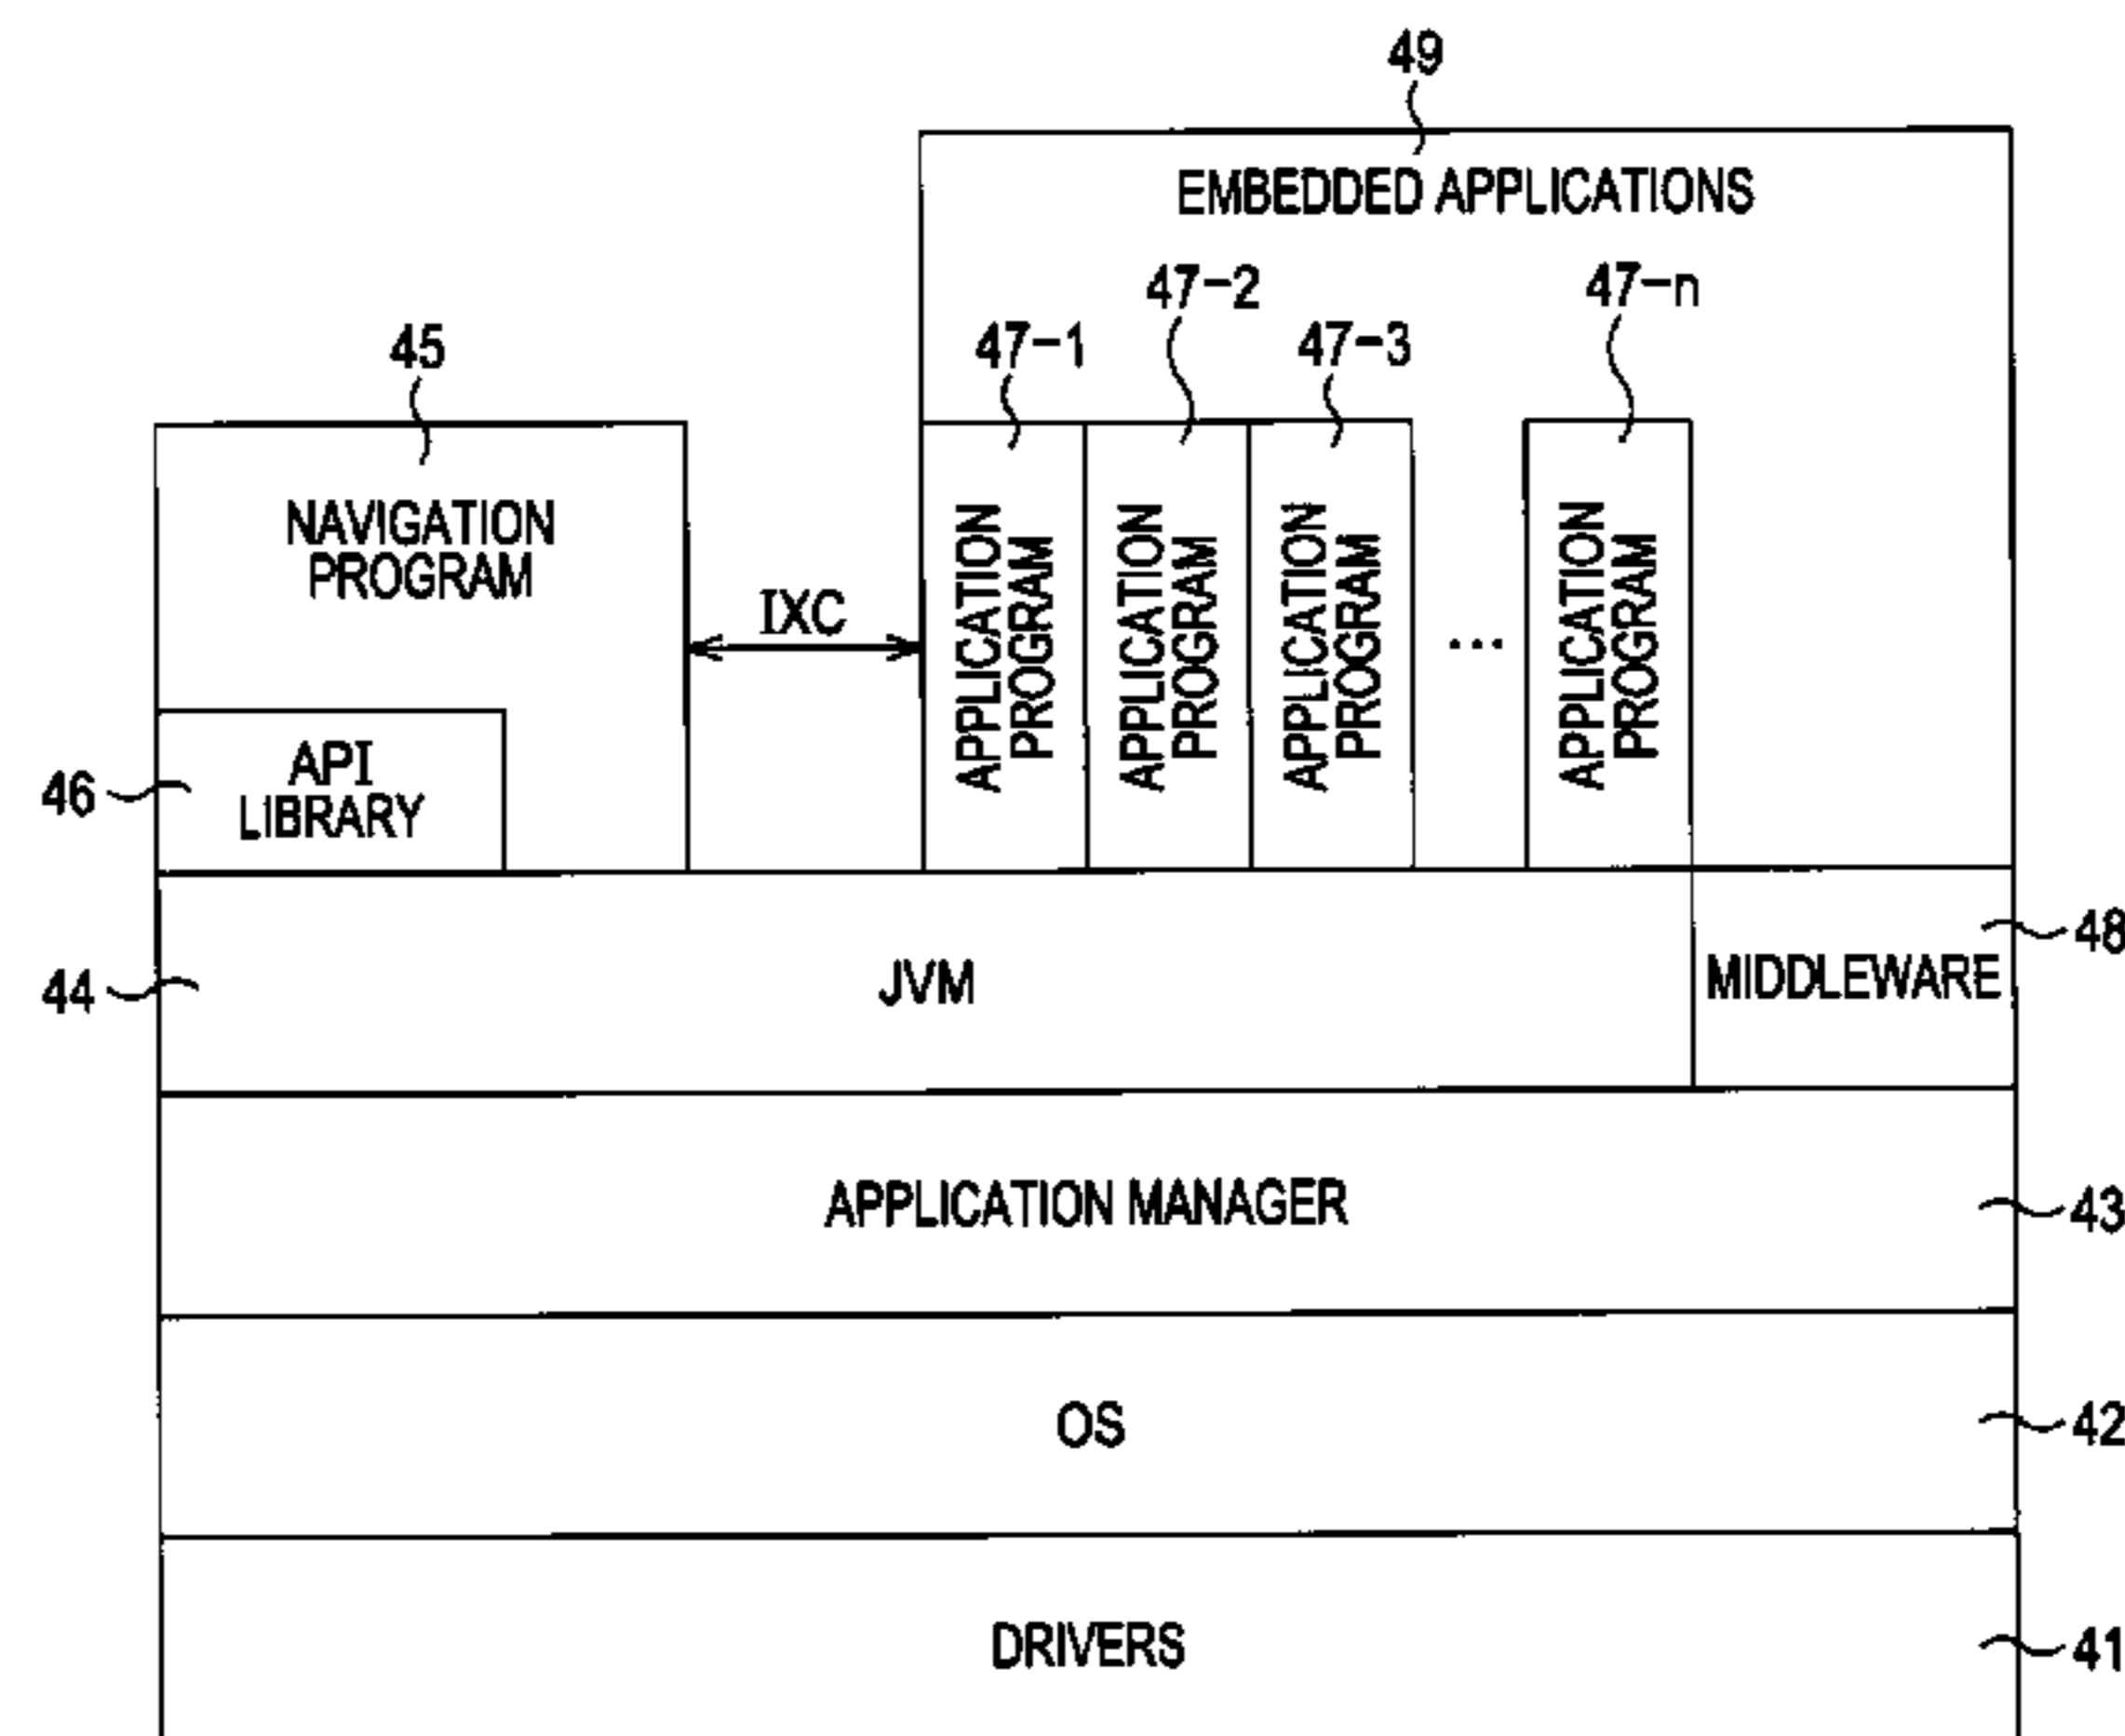 49
EMBEDDED APPLICATIONS
47-2
47-n
45
47-1
47-3
NAVIGATION
PROGRAM
IXC
APPLICATION
PROGRAM
APPLICATION
PROGRAM
APPLICATION
PROGRAM
...
APPLICATION
PROGRAM
46
API
LIBRARY
48
44
JVM
MIDDLEWARE
APPLICATION MANAGER
43
OS
42
DRIVERS
41